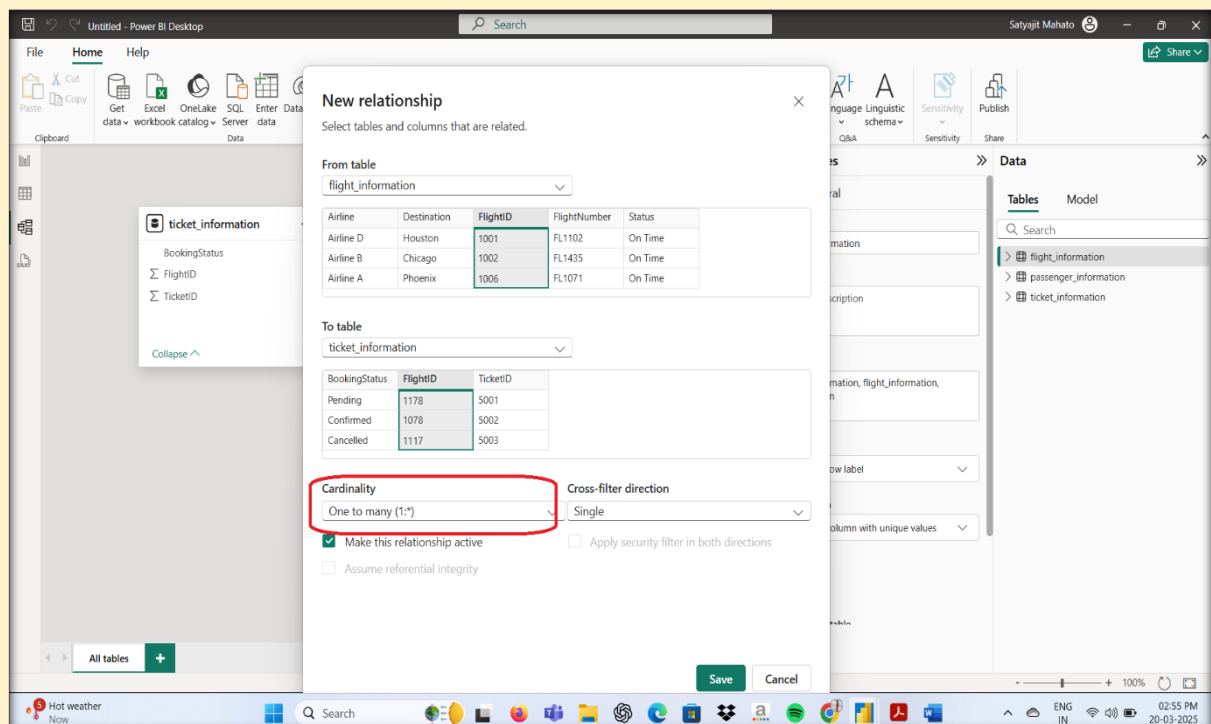 Untitled - Power BI Desktop
Search
Satyajit Mahato
File Home Help
Share
Paste
Cut
Copy
Clipboard
Get data
Excel workbook
OneLake catalog
SQL Server
Enter data
Data
Linguistic schema
Q&A
Sensitivity
Sensitivity
Publish
Share
ticket_information
BookingStatus
FlightID
TicketID
Collapse
New relationship
Select tables and columns that are related.
From table
flight_information
Airline Destination FlightID FlightNumber Status
Airline D Houston 1001 FL1102 On Time
Airline B Chicago 1002 FL1435 On Time
Airline A Phoenix 1006 FL1071 On Time
To table
ticket_information
BookingStatus FlightID TicketID
Pending 1178 5001
Confirmed 1078 5002
Cancelled 1117 5003
Cardinality Cross-filter direction
One to many (1:*) Single
Make this relationship active Apply security filter in both directions
Assume referential integrity
Save Cancel
mation, flight_information,
ow label
olumn with unique values
Data
Tables Model
Search
flight_information
passenger_information
ticket_information
All tables
+
- + 100%
5
Hot weather
Now
Search
ENG
IN
02:55 PM
20-03-2025